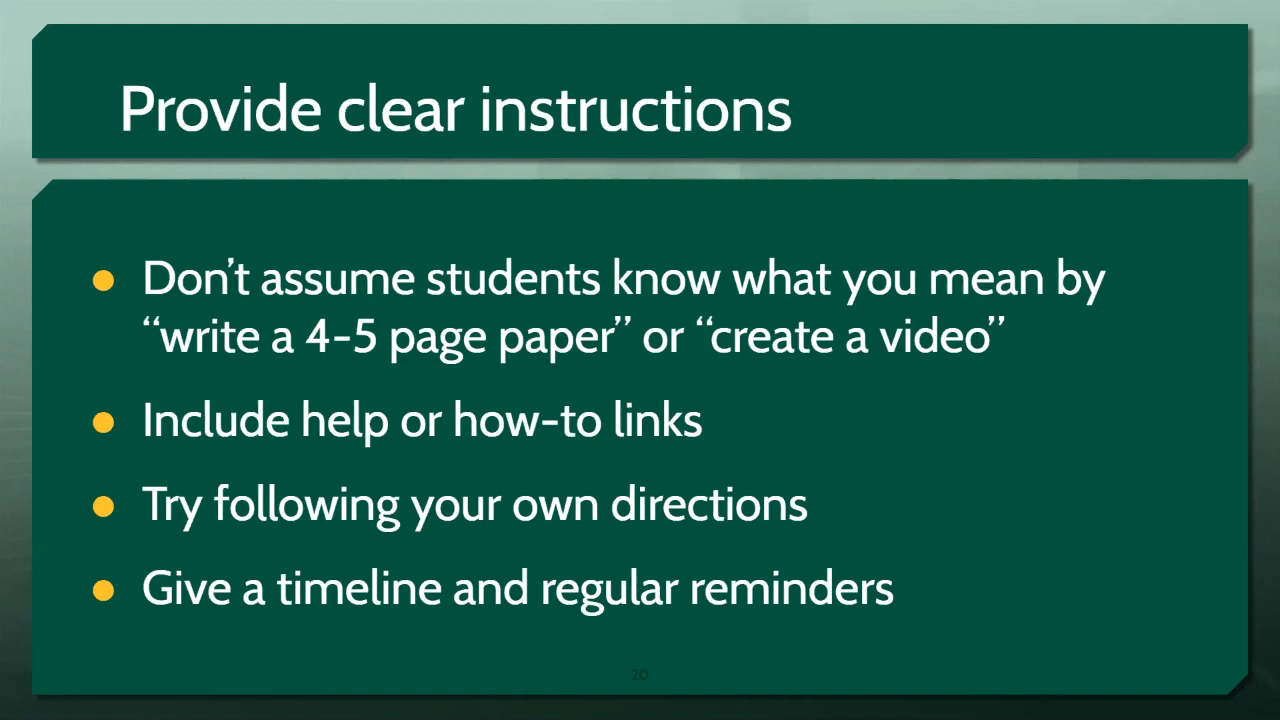 Provide clear instructions
Don’t assume students know what you mean by
“write a 4-5 page paper” or “create a video”
Include help or how-to links
Try following your own directions
Give a timeline and regular reminders
20